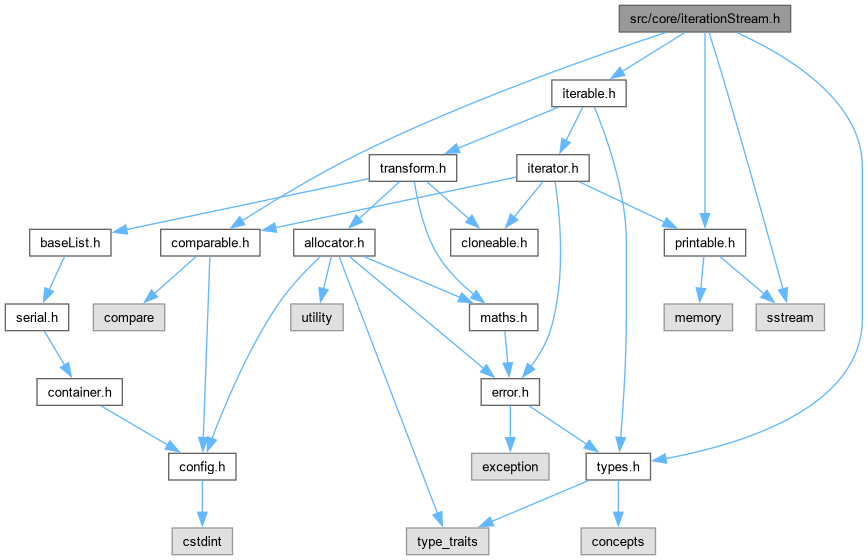 src/core/iterationStream.h
iterable.h
transform.h
iterator.h
baseList.h
comparable.h
allocator.h
cloneable.h
printable.h
serial.h
compare
utility
maths.h
memory
sstream
container.h
error.h
config.h
exception
types.h
cstdint
type_traits
concepts